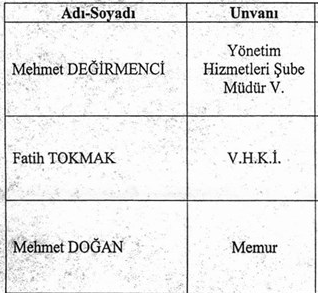 Adı-Soyadı Unvanı
Mehmet DEĞİRMENCİ Yönetim
Hizmetleri Şube
Müdür V.
Fatih TOKMAK V.H.K.İ.
Mehmet DOĞAN Memur